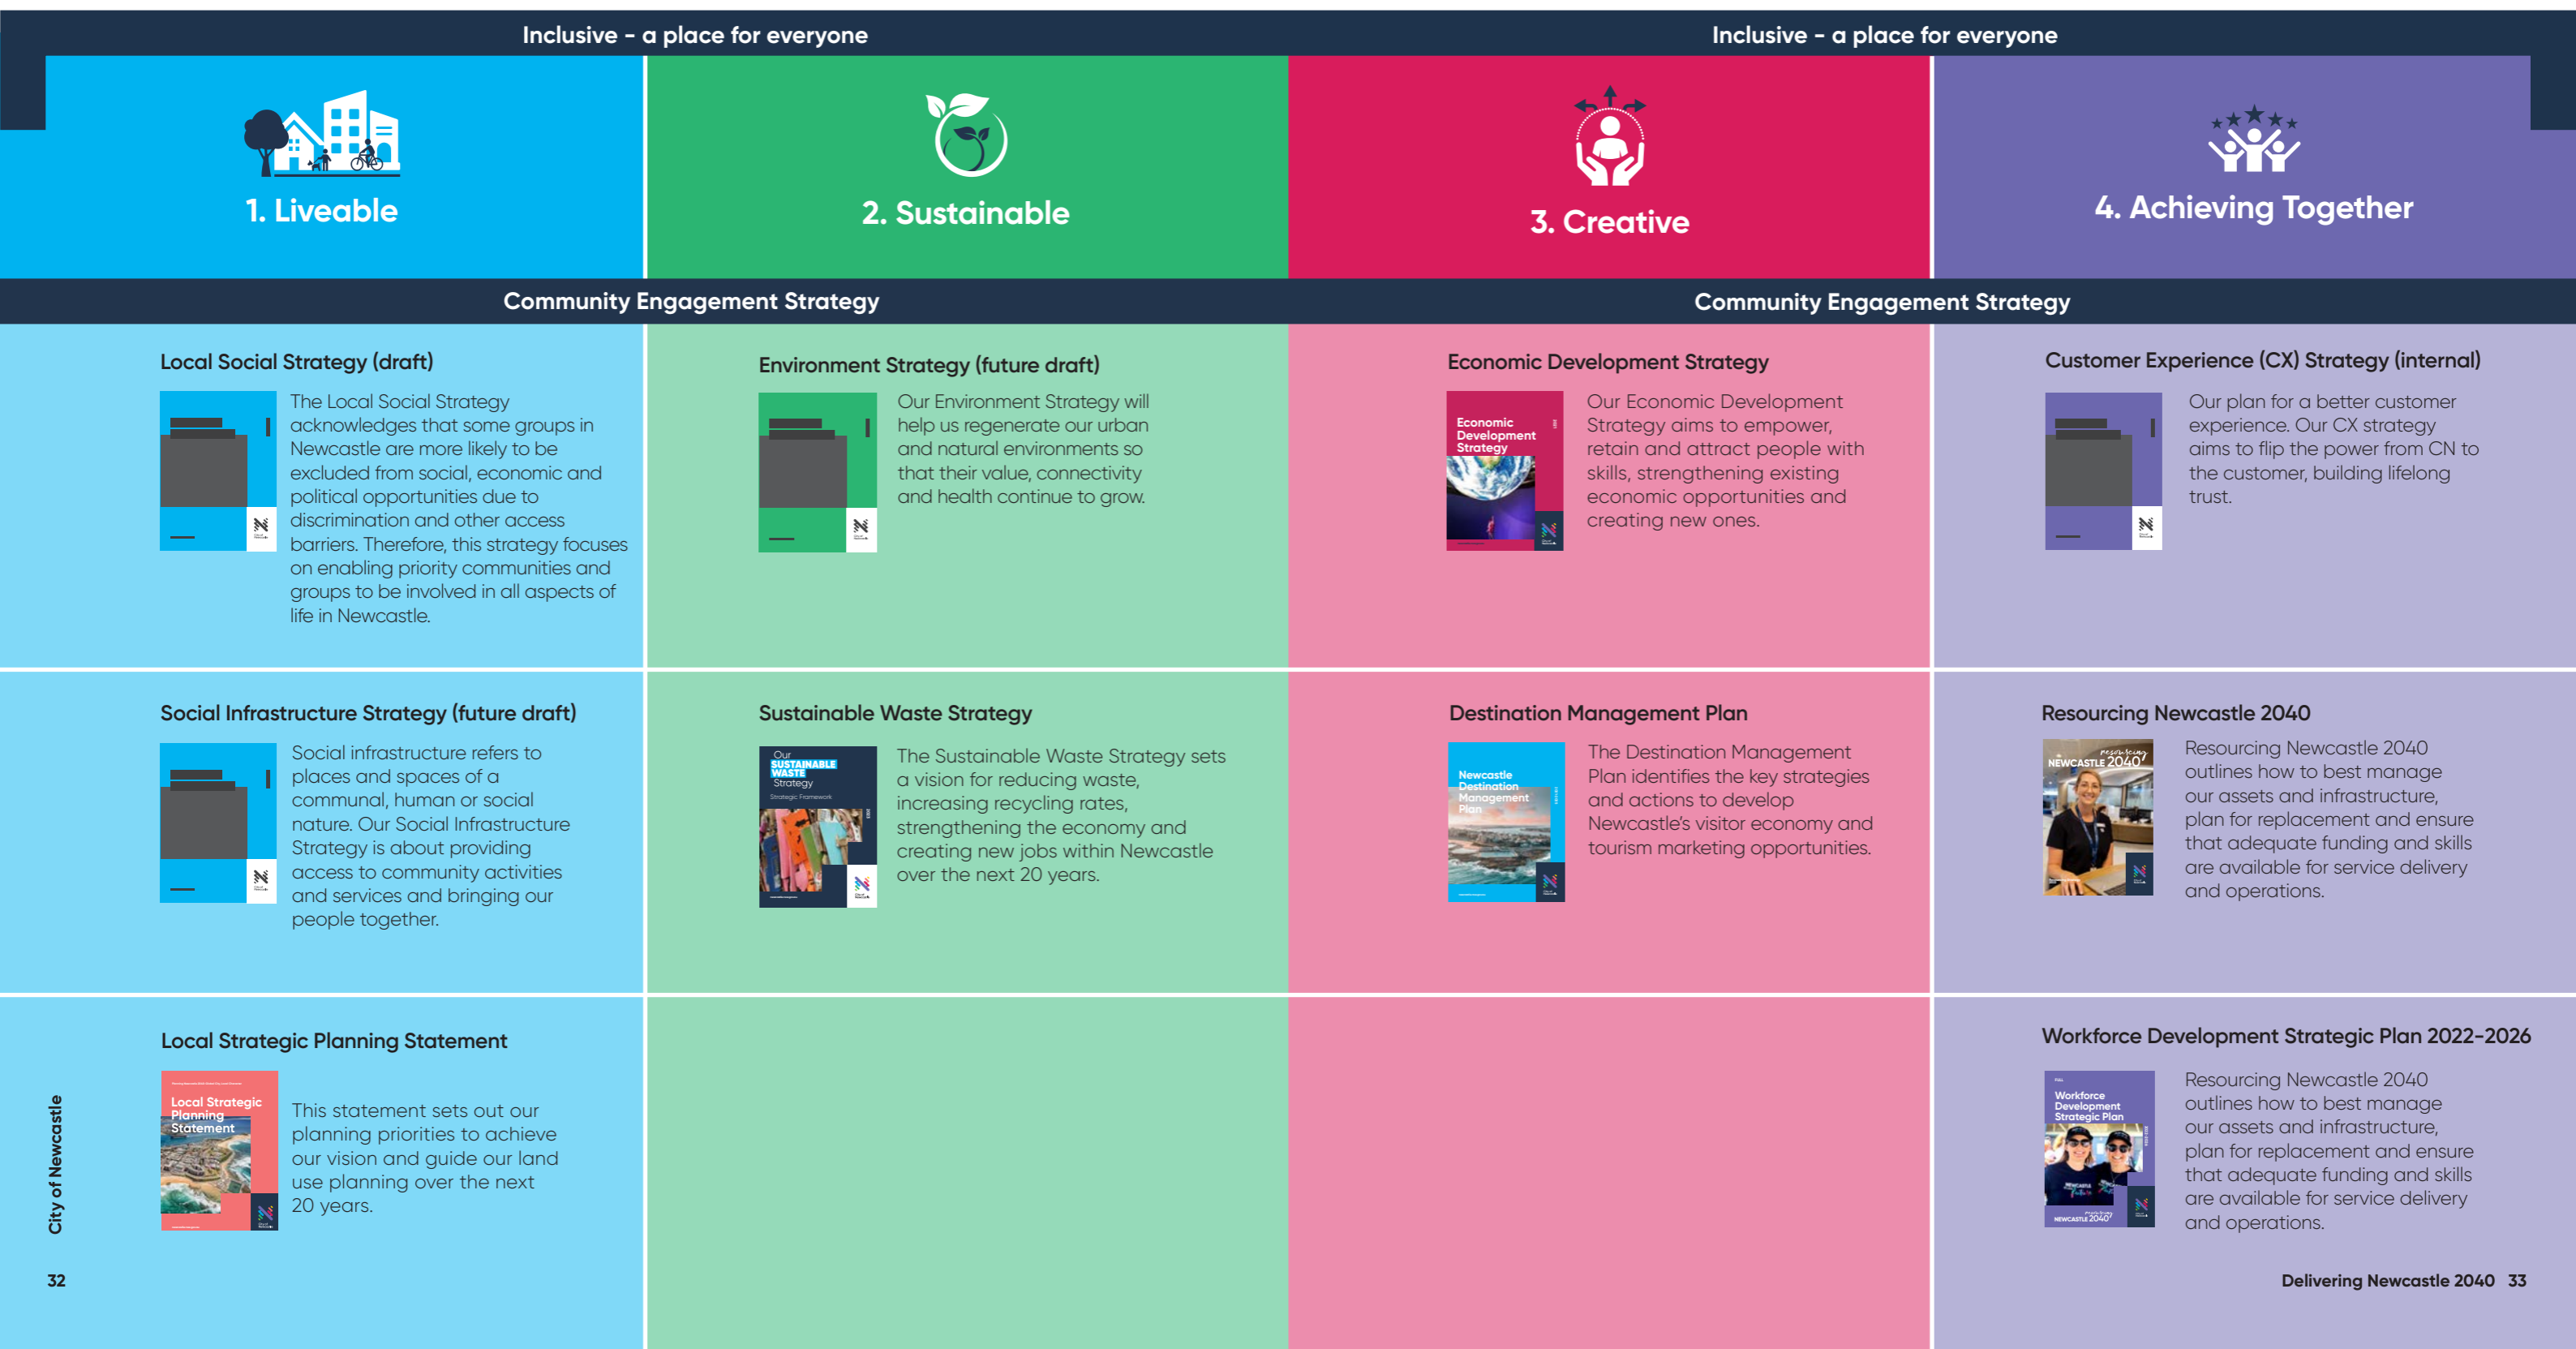 Inclusive - a place for everyone
Inclusive - a place for everyone
1. Liveable
2. Sustainable
3. Creative
4. Achieving Together
Community Engagement Strategy
Community Engagement Strategy
Local Social Strategy (draft)
The Local Social Strategy
acknowledges that some groups in
Newcastle are more likely to be
excluded from social, economic and
political opportunities due to
discrimination and other access
barriers. Therefore, this strategy focuses
on enabling priority communities and
groups to be involved in all aspects of
life in Newcastle.
Environment Strategy (future draft)
Our Environment Strategy will
help us regenerate our urban
and natural environments so
that their value, connectivity
and health continue to grow.
Economic Development Strategy
Economic
Development
Strategy
Our Economic Development
Strategy aims to empower,
retain and attract people with
skills, strengthening existing
economic opportunities and
creating new ones.
Customer Experience (CX) Strategy (internal)
Our plan for a better customer
experience. Our CX strategy
aims to flip the power from CN to
the customer, building lifelong
trust.
Social Infrastructure Strategy (future draft)
Social infrastructure refers to
places and spaces of a
communal, human or social
nature. Our Social Infrastructure
Strategy is about providing
access to community activities
and services and bringing our
people together.
Sustainable Waste Strategy
Our
SUSTAINABLE
WASTE
Strategy
Strategic Framework
The Sustainable Waste Strategy sets
a vision for reducing waste,
increasing recycling rates,
strengthening the economy and
creating new jobs within Newcastle
over the next 20 years.
Destination Management Plan
Newcastle
Destination
Management
Plan
The Destination Management
Plan identifies the key strategies
and actions to develop
Newcastle's visitor economy and
tourism marketing opportunities.
Resourcing Newcastle 2040
resourcing
NEWCASTLE 2040
Resourcing Newcastle 2040
outlines how to best manage
our assets and infrastructure,
plan for replacement and ensure
that adequate funding and skills
are available for service delivery
and operations.
Local Strategic Planning Statement
Local Strategic
Planning
Statement
This statement sets out our
planning priorities to achieve
our vision and guide our land
use planning over the next
20 years.
Workforce Development Strategic Plan 2022-2026
Workforce
Development
Strategic Plan
NEWCASTLE 2040
Resourcing Newcastle 2040
outlines how to best manage
our assets and infrastructure,
plan for replacement and ensure
that adequate funding and skills
are available for service delivery
and operations.
City of Newcastle
32
Delivering Newcastle 2040 33